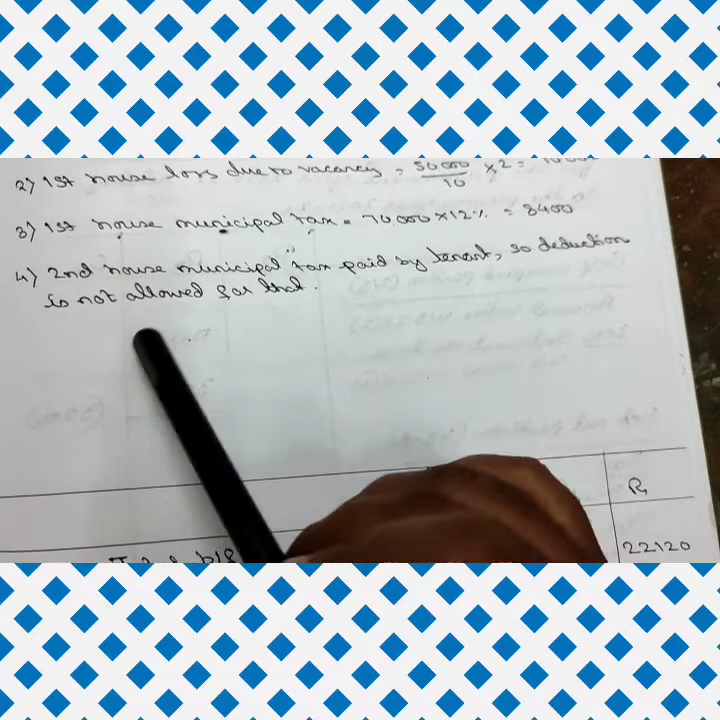 2) 1st house loss due to vacancy = 50000/10 × 2 =
3) 1st house municipal tax = 70,000 × 12% = 8400
4) 2nd house municipal tax paid by tenant, so deduction
is not allowed for that.
R
22120